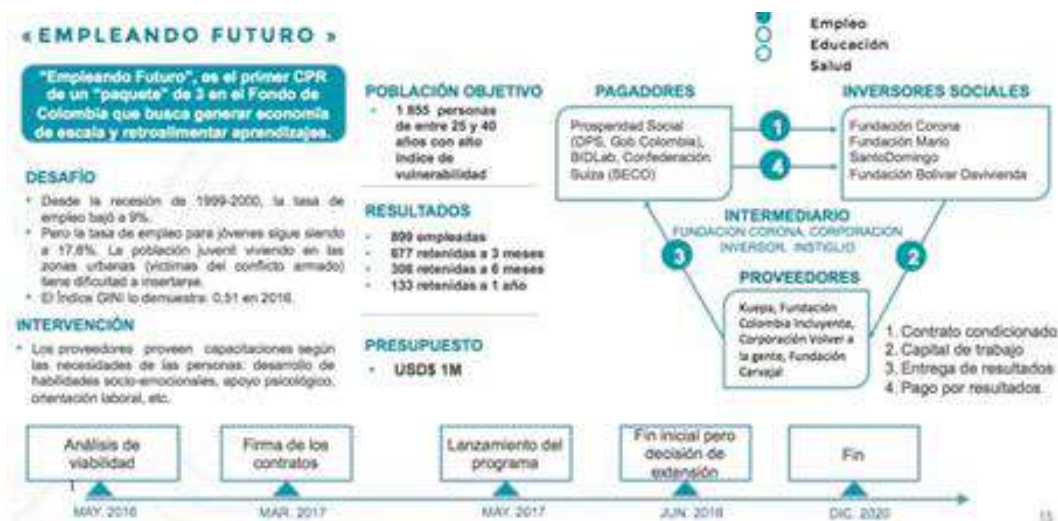 « EMPLEANDO FUTURO »
Empleo
Educación
Salud
"Empleando Futuro", es el primer CPR
de un "paquete" de 3 en el Fondo de
Colombia que busca generar economía
de escala y retroalimentar aprendizajes.
DESAFÍO
• Desde la recesión de 1999-2000, la tasa de
empleo bajó a 9%.
• Pero la tasa de empleo para jóvenes sigue siendo
a 17,6%. La población juvenil viviendo en las
zonas urbanas (víctimas del conflicto armado)
tiene dificultad a insertarse.
• El Índice GINI lo demuestra: 0,51 en 2016.
INTERVENCIÓN
• Los proveedores proveen capacitaciones según
las necesidades de las personas: desarrollo de
habilidades socio-emocionales, apoyo psicológico,
orientación laboral, etc.
POBLACIÓN OBJETIVO
• 1 855 personas
de entre 25 y 40
años con año
índice de
vulnerabilidad
RESULTADOS
• 899 empleadas
• 677 retenidas a 3 meses
• 308 retenidas a 6 meses
• 133 retenidas a 1 año
PRESUPUESTO
• USD$ 1M
PAGADORES
Prosperidad Social
(DPS, Gob Colombia),
BIDLab, Confederación
Suiza (SECO)
1
4
INVERSORES SOCIALES
Fundación Corona
Fundación Mario
SantoDomingo
Fundación Bolívar Davivienda
INTERMEDIARIO
FUNDACIÓN CORONA, CORPORACIÓN
INVERSOR, INSTIGLIO
3
2
PROVEEDORES
Kuepa, Fundación
Colombia Incluyente,
Corporación Volver a
la gente, Fundación
Carvajal
1. Contrato condicionado
2. Capital de trabajo
3. Entrega de resultados
4. Pago por resultados
Análisis de
viabilidad
Firma de los
contratos
Lanzamiento del
programa
Fin inicial pero
decisión de
extensión
Fin
MAY. 2016
MAR. 2017
MAY. 2017
JUN. 2018
DIC. 2020